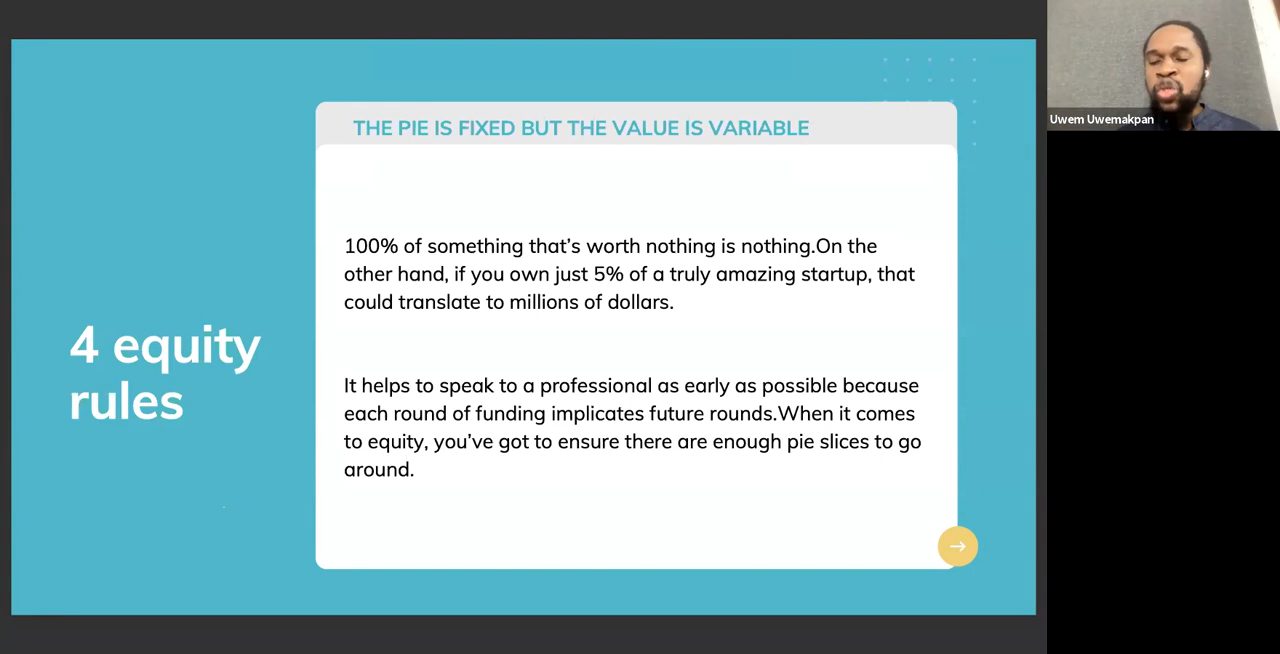 THE PIE IS FIXED BUT THE VALUE IS VARIABLE
100% of something that's worth nothing is nothing.On the
other hand, if you own just 5% of a truly amazing startup, that
could translate to millions of dollars.
It helps to speak to a professional as early as possible because
each round of funding implicates future rounds.When it comes
to equity, you've got to ensure there are enough pie slices to go
around.
4 equity
rules
Uwem Uwemakpan